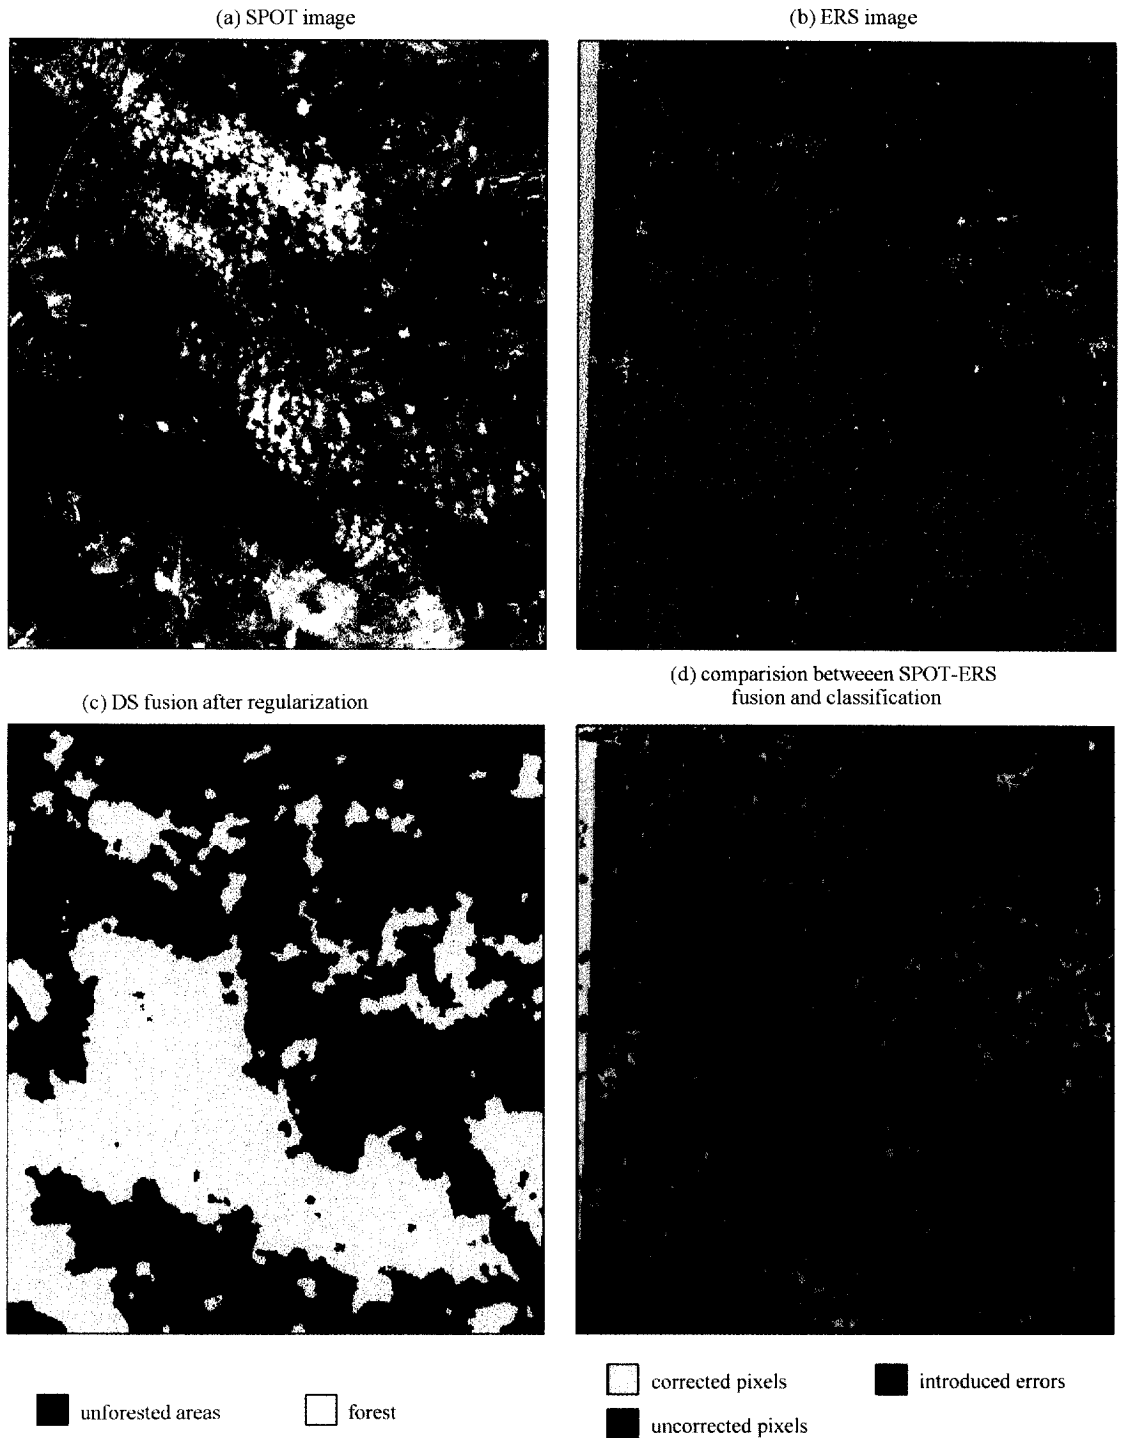 (a) SPOT image
(b) ERS image
(c) DS fusion after regularization
(d) comparision betweeen SPOT-ERS
fusion and classification
unforested areas
forest
corrected pixels
introduced errors
uncorrected pixels